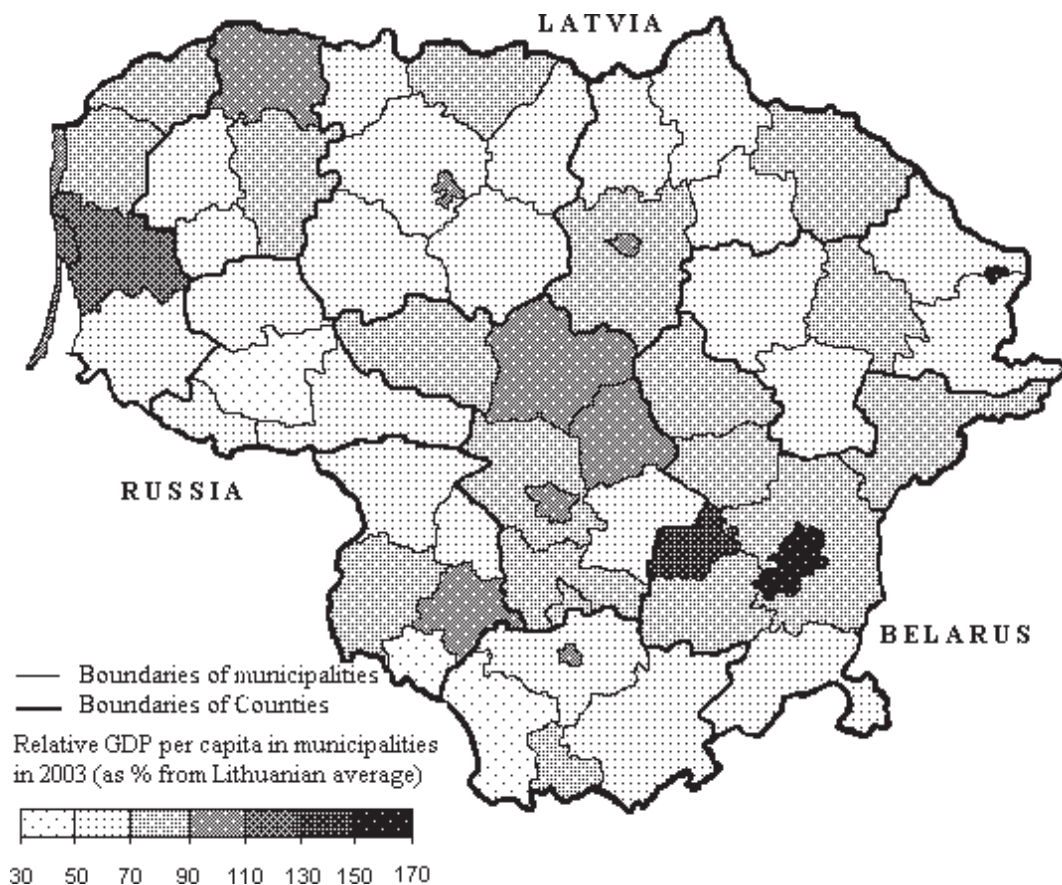 LATVIA
RUSSIA
BELARUS
Boundaries of municipalities
Boundaries of Counties
Relative GDP per capita in municipalities
in 2003 (as % from Lithuanian average)
30 50 70 90 110 130 150 170